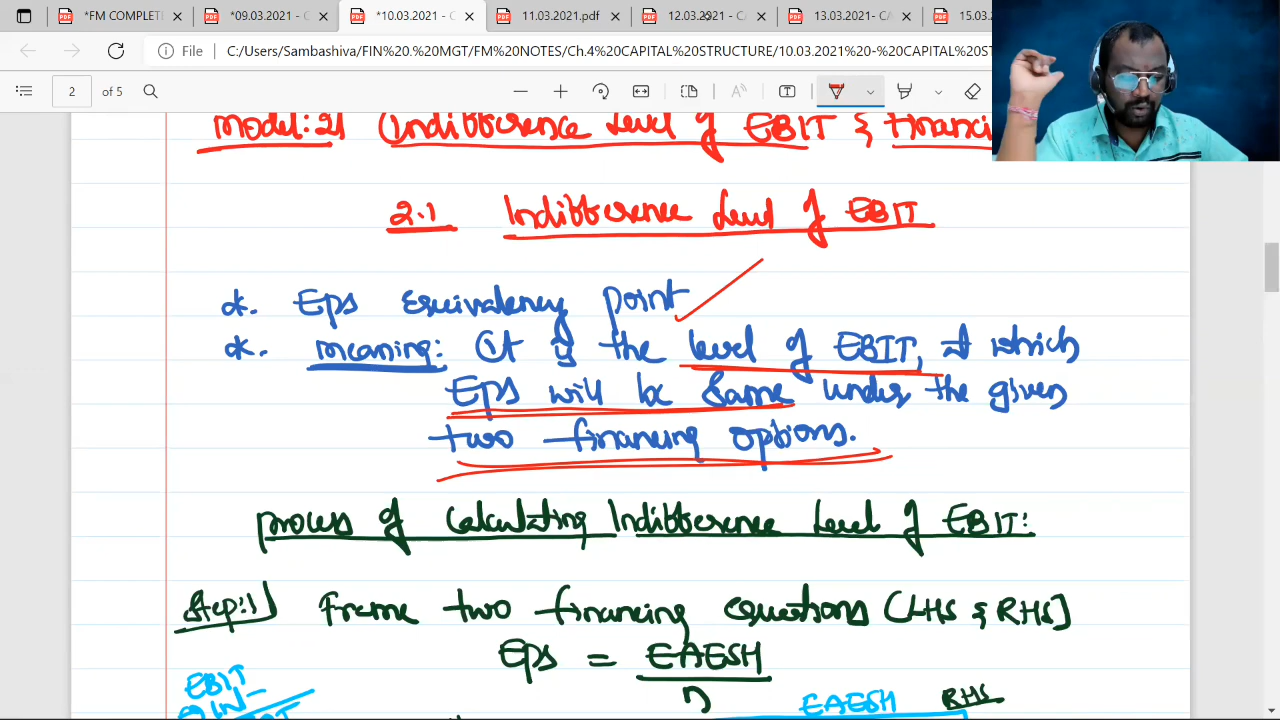 *FM COMPLETE
*09.03.2021 - C
*10.03.2021 - C
11.03.2021.pdf
12.03.2021 - CA
13.03.2021- CA
15.03
File C:/Users/Sambashiva/FIN%20.%20MGT/FM%20NOTES/Ch.4%20CAPITAL%20STRUCTURE/10.03.2021%20-%20CAPITAL%20ST
2 of 5
Model:2) (Indifference Level of EBIT & Financi
2.1 Indifference Level of EBIT
*. Eps Equivalency point
*. meaning: It is the level of EBIT, at which
Eps will be same under the given
two financing options.
process of calculating Indifference Level of EBIT:
Step:1) Frame two financing equations (LHS & RHS]
Eps = EAESH
n
EBIT
EAESH RHS